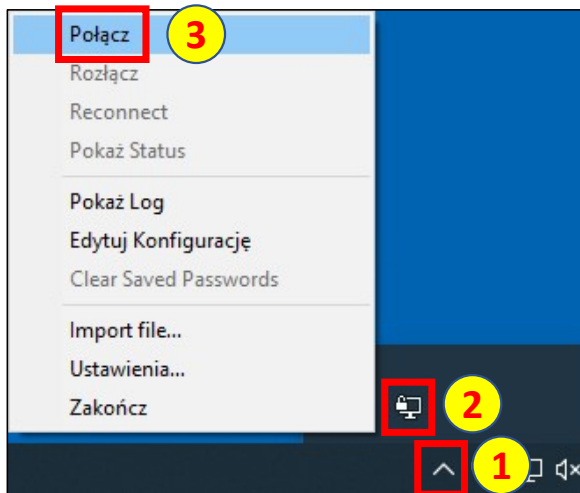 Połącz
3
Rozłącz
Reconnect
Pokaż Status
Pokaż Log
Edytuj Konfigurację
Clear Saved Passwords
Import file...
Ustawienia...
Zakończ
2
1